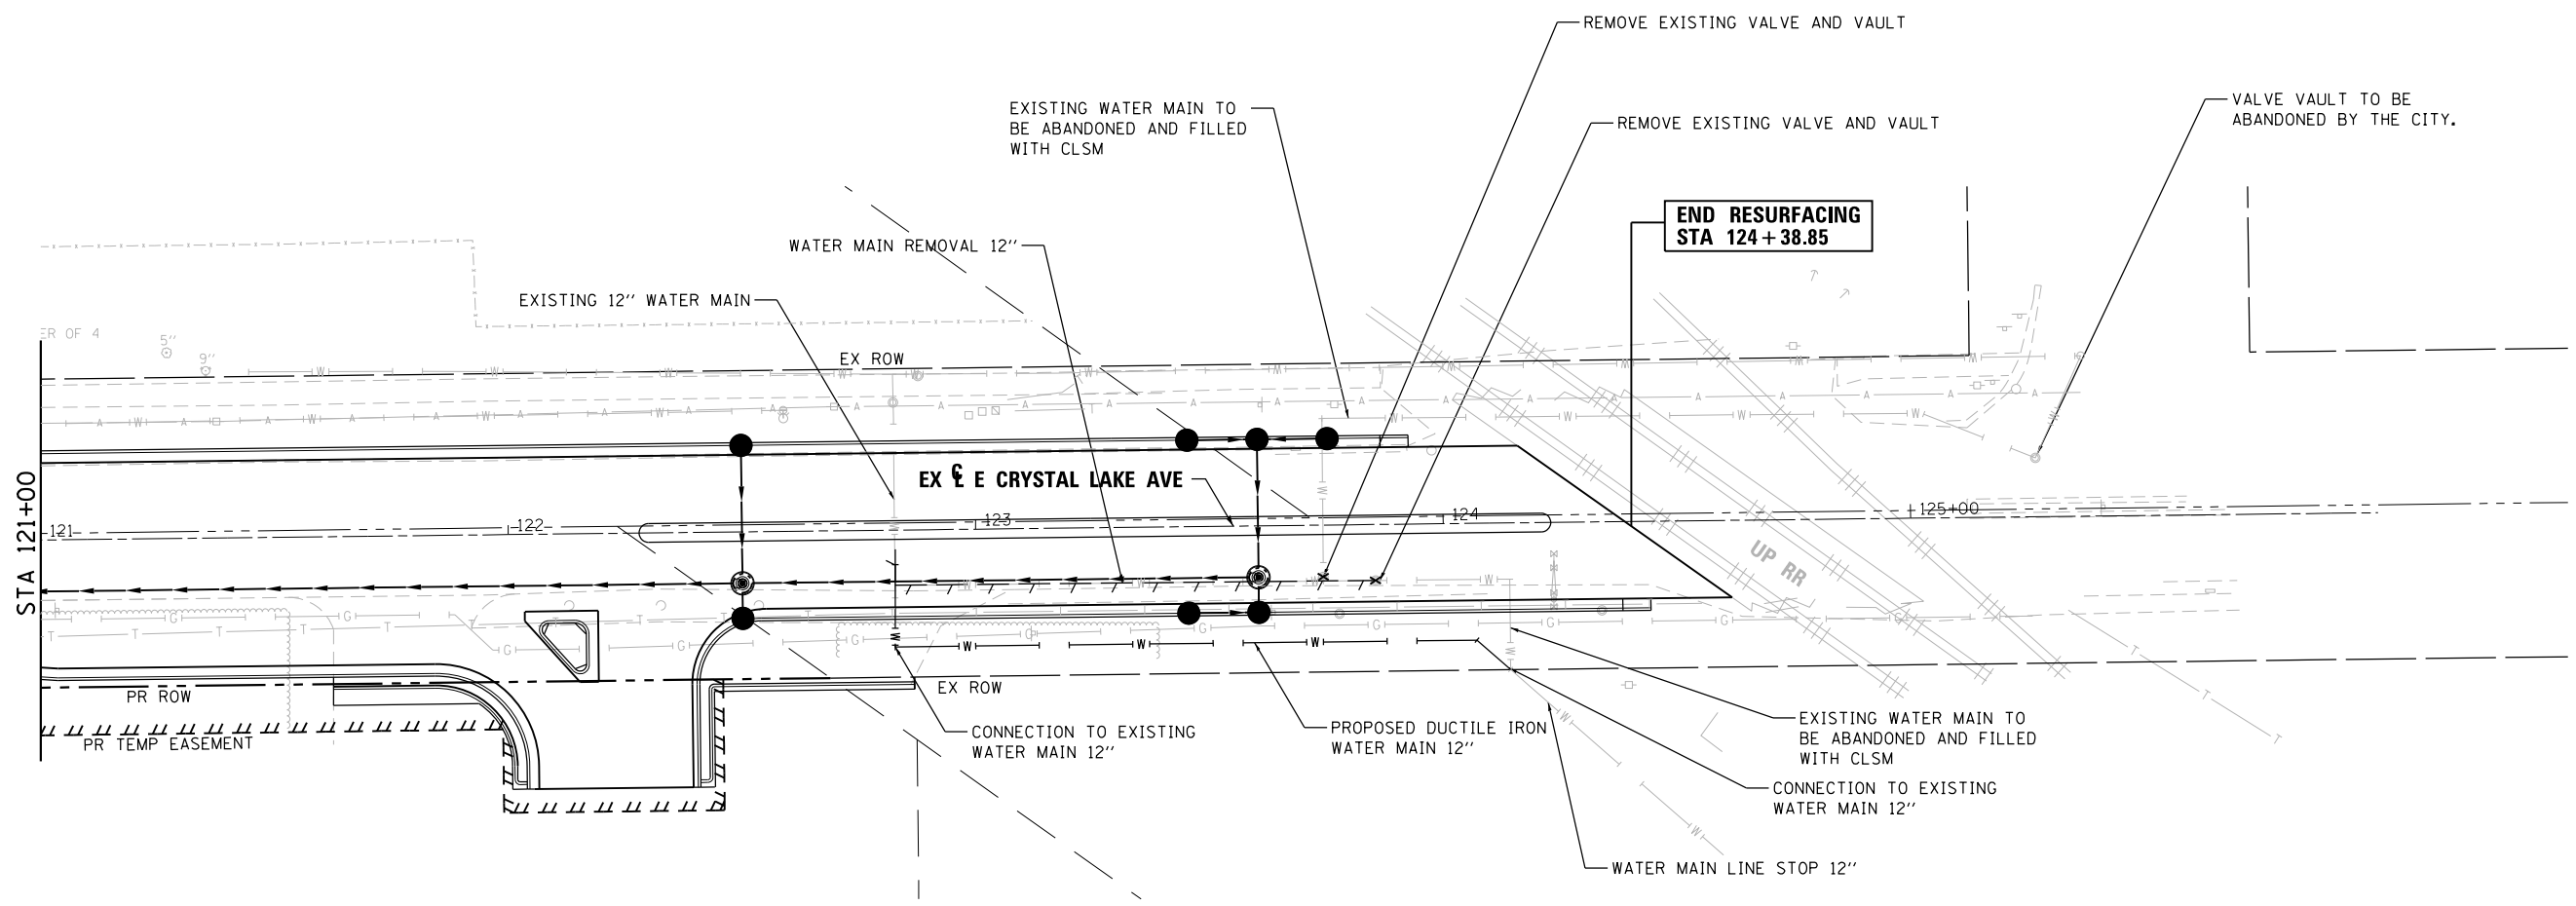 REMOVE EXISTING VALVE AND VAULT
EXISTING WATER MAIN TO
BE ABANDONED AND FILLED
WITH CLSM
REMOVE EXISTING VALVE AND VAULT
VALVE VAULT TO BE
ABANDONED BY THE CITY.
END RESURFACING
STA 124+38.85
WATER MAIN REMOVAL 12''
EXISTING 12'' WATER MAIN
ER OF 4
5''
9''
EX ROW
EX ℄ E CRYSTAL LAKE AVE
STA 121+00
121
122
123
124
125+00
UP RR
PR ROW
EX ROW
PR TEMP EASEMENT
CONNECTION TO EXISTING
WATER MAIN 12''
PROPOSED DUCTILE IRON
WATER MAIN 12''
EXISTING WATER MAIN TO
BE ABANDONED AND FILLED
WITH CLSM
CONNECTION TO EXISTING
WATER MAIN 12''
WATER MAIN LINE STOP 12''